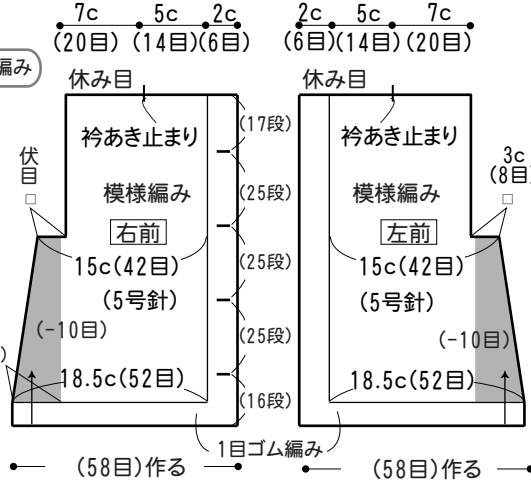 7c 5c 2c
(20目)(14目)(6目)
2c 5c 7c
(6目)(14目)(20目)
編み
休み目
休み目
衿あき止まり
衿あき止まり
(17段)
伏目
3c
(8目
模様編み
模様編み
(25段)
□
□
右前
左前
15c(42目)
15c(42目)
(25段)
(5号針)
(5号針)
(-10目)
(-10目)
(25段)
)
18.5c(52目)
18.5c(52目)
(16段)
1目ゴム編み
(58目)作る
(58目)作る